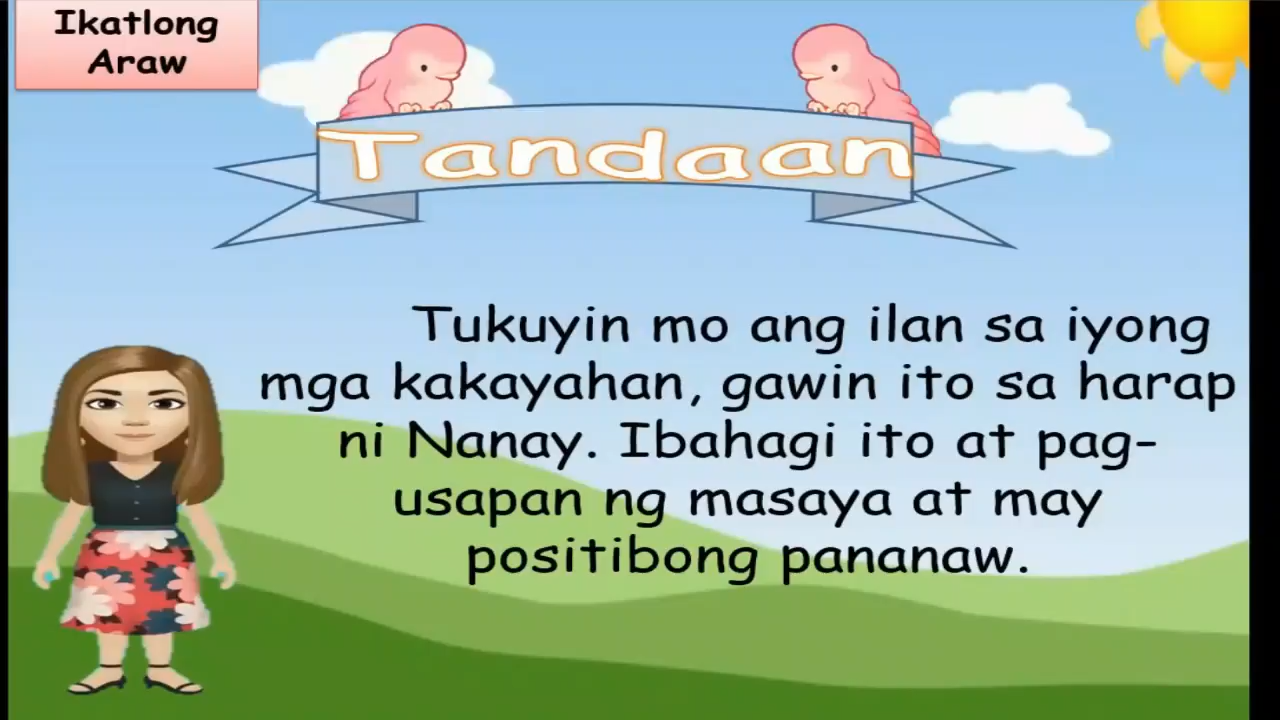 Ikatlong
Araw
Tandaan
Tukuyin mo ang ilan sa iyong
mga kakayahan, gawin ito sa harap
ni Nanay. Ibahagi ito at pag-
usapan ng masaya at may
positibong pananaw.